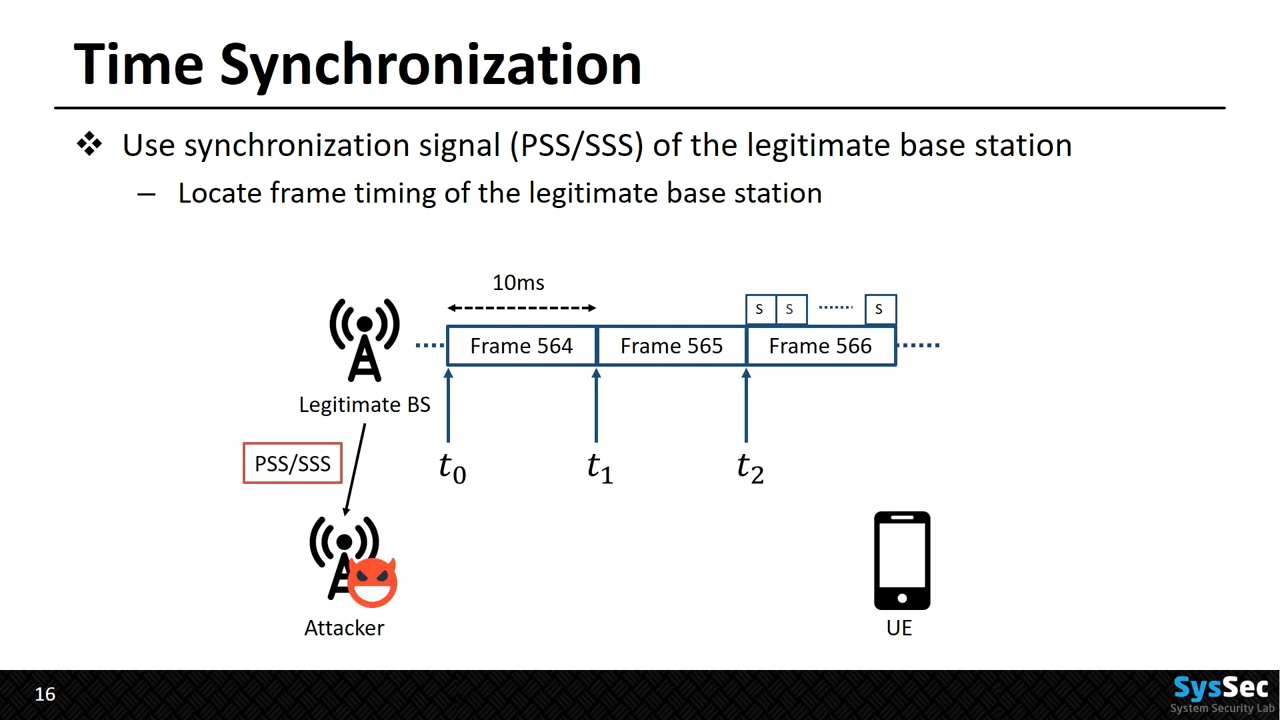 Time Synchronization
❖ Use synchronization signal (PSS/SSS) of the legitimate base station
– Locate frame timing of the legitimate base station
10ms
S S ........ S
Frame 564 Frame 565 Frame 566
Legitimate BS
PSS/SSS
t₀ t₁ t₂
Attacker
UE
16
SysSec
System Security Lab